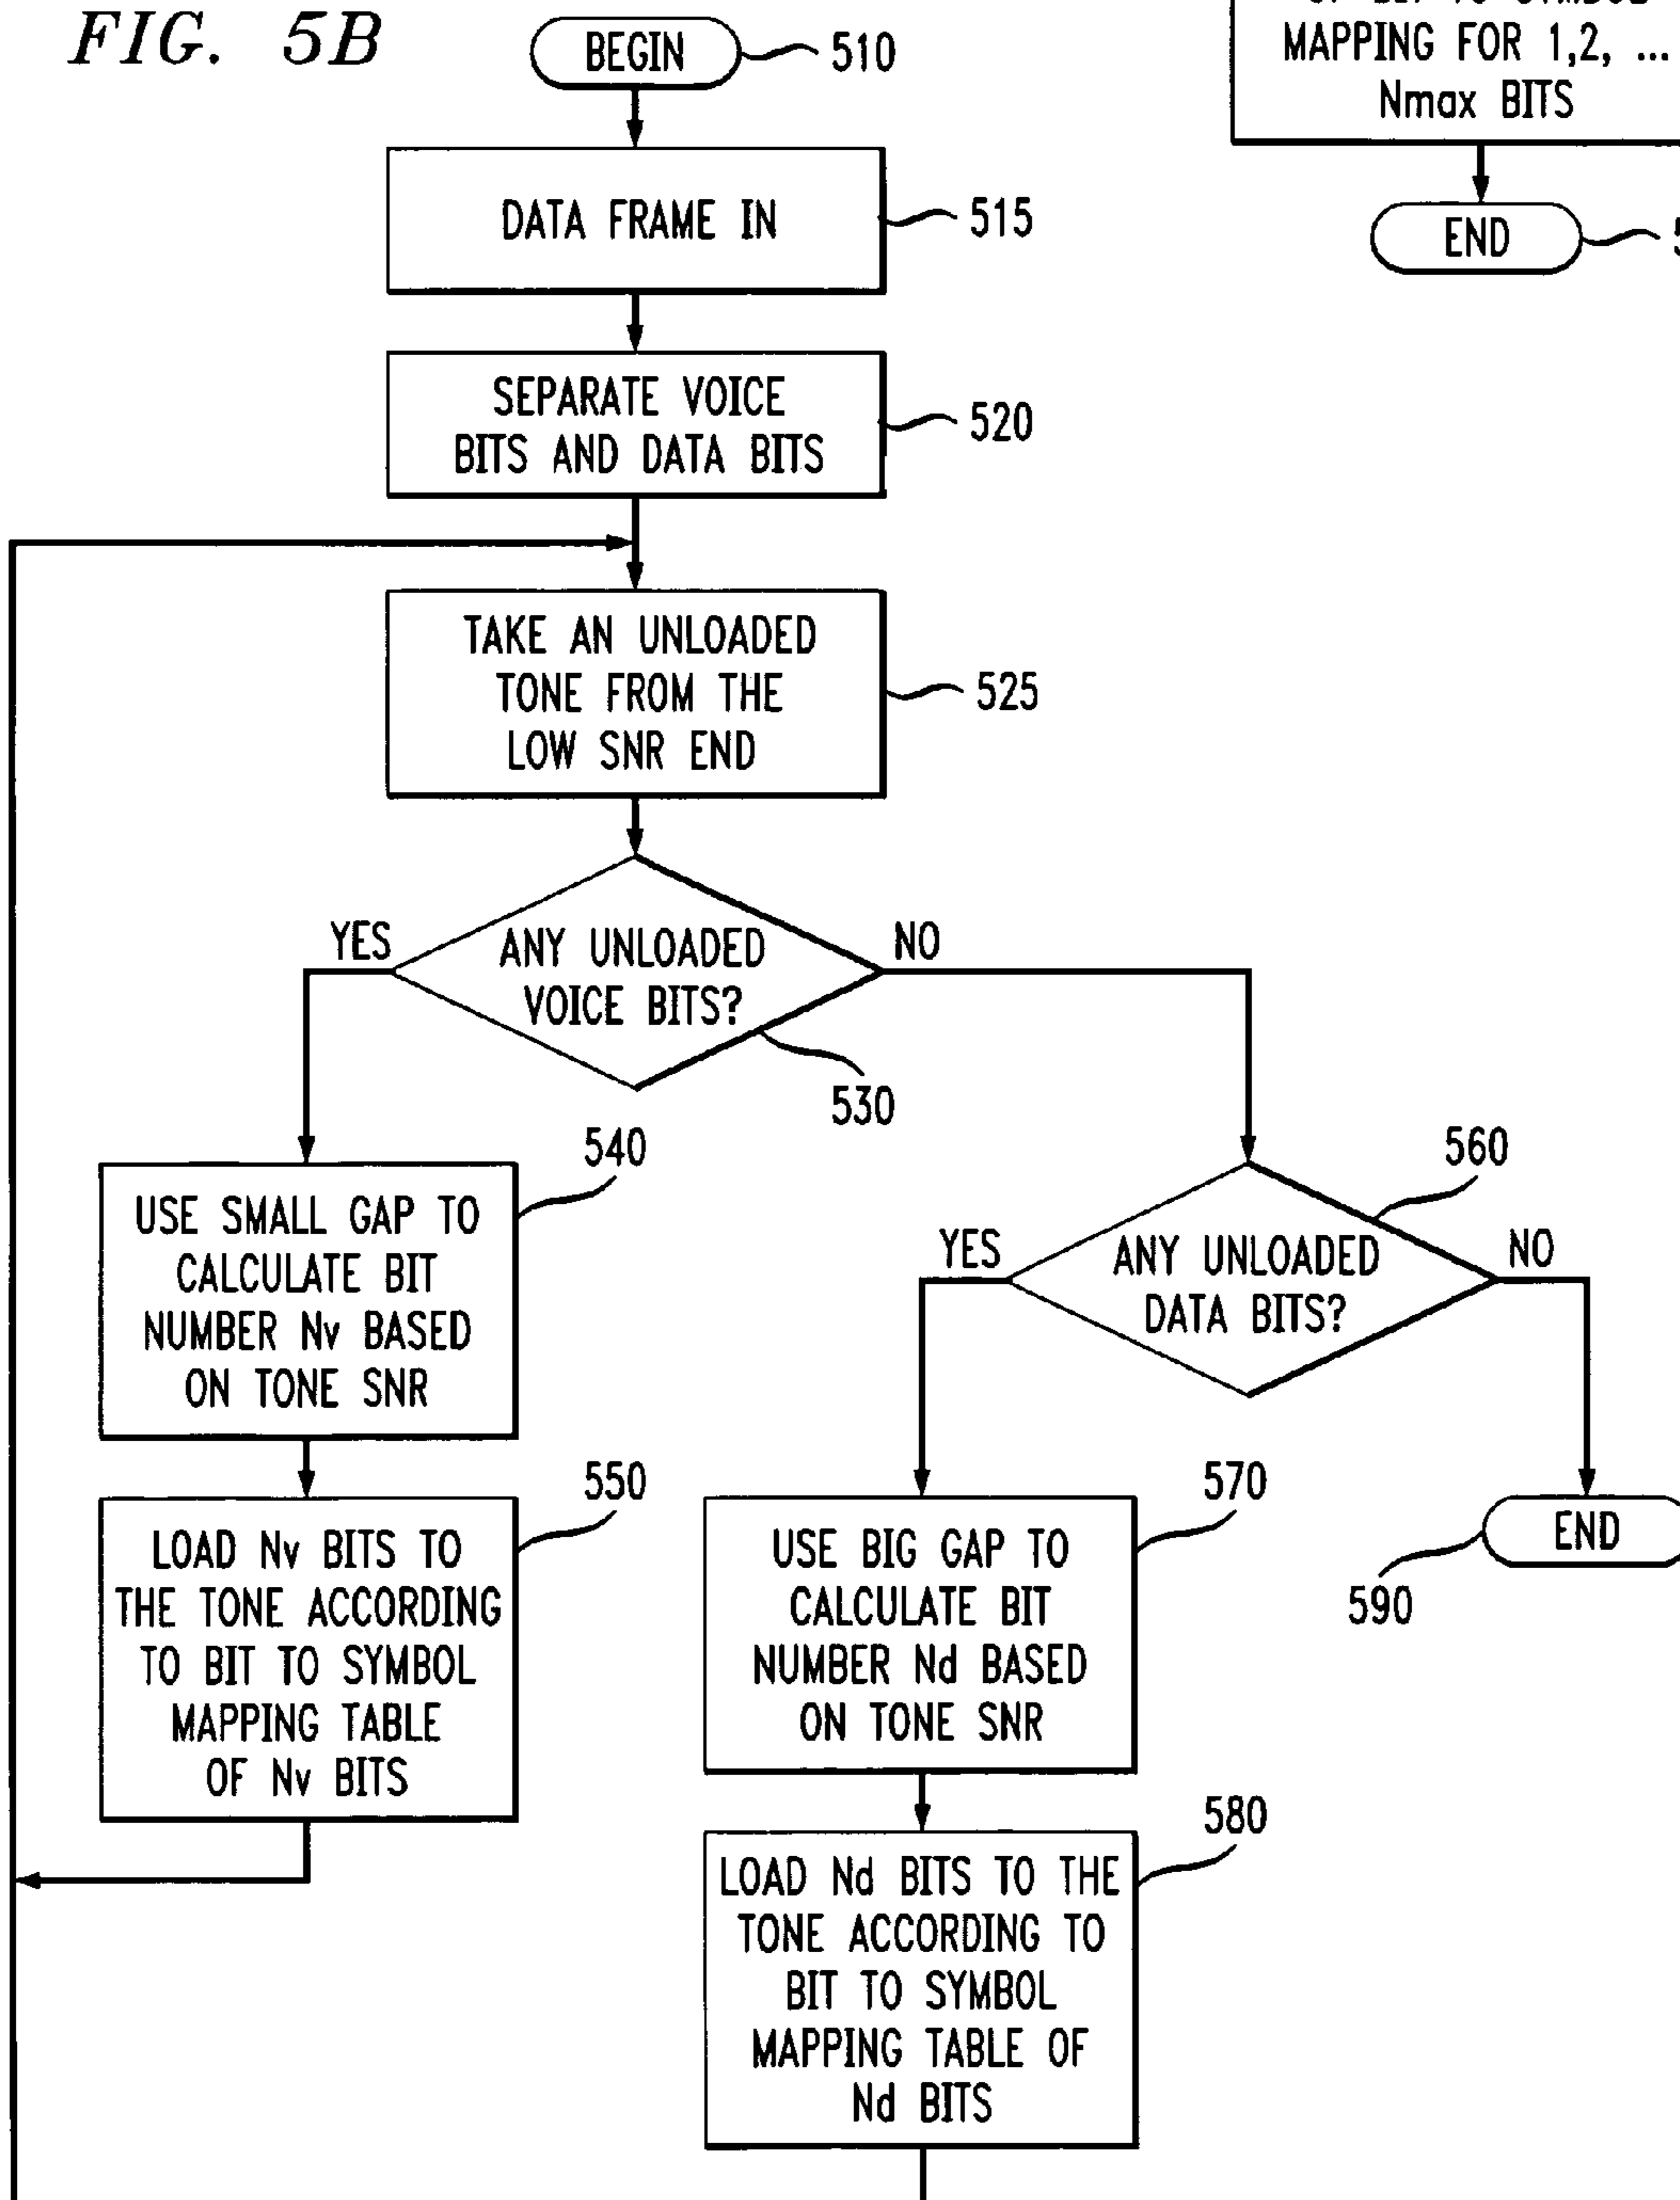 FIG. 5B
BEGIN
510
DATA FRAME IN
515
SEPARATE VOICE
BITS AND DATA BITS
520
TAKE AN UNLOADED
TONE FROM THE
LOW SNR END
525
ANY UNLOADED
VOICE BITS?
YES
NO
530
540
USE SMALL GAP TO
CALCULATE BIT
NUMBER Nv BASED
ON TONE SNR
550
LOAD Nv BITS TO
THE TONE ACCORDING
TO BIT TO SYMBOL
MAPPING TABLE
OF Nv BITS
560
ANY UNLOADED
DATA BITS?
YES
NO
570
USE BIG GAP TO
CALCULATE BIT
NUMBER Nd BASED
ON TONE SNR
END
590
580
LOAD Nd BITS TO THE
TONE ACCORDING TO
BIT TO SYMBOL
MAPPING TABLE OF
Nd BITS
MAPPING FOR 1,2, ...
Nmax BITS
END